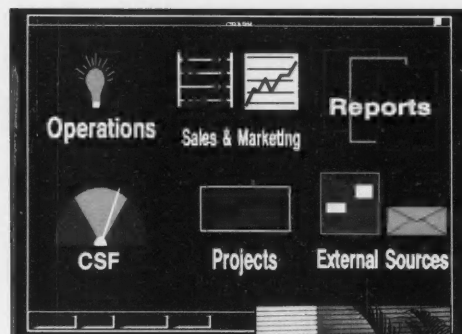 Operations
Sales & Marketing
Reports
CSF
Projects
External Sources